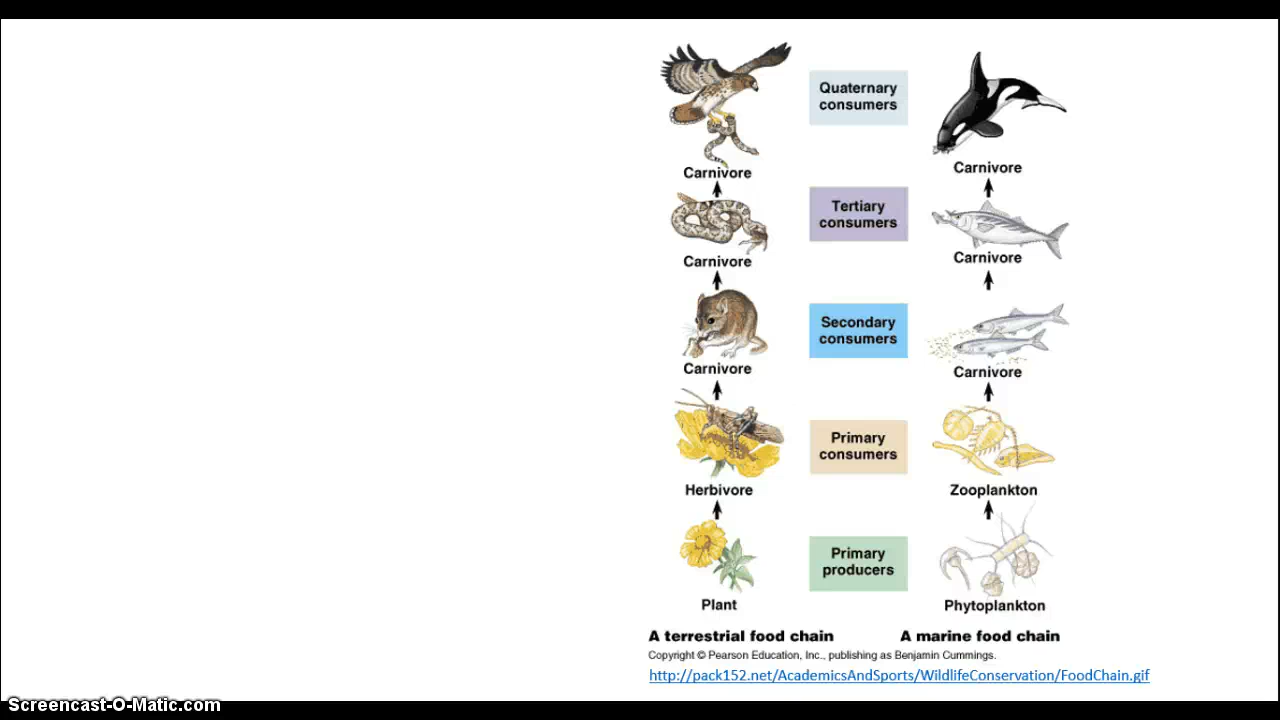 Quaternary
consumers
Carnivore
Carnivore
Tertiary
consumers
Carnivore
Carnivore
Secondary
consumers
Carnivore
Carnivore
Primary
consumers
Herbivore
Zooplankton
Primary
producers
Plant
Phytoplankton
A terrestrial food chain
A marine food chain
Copyright © Pearson Education, Inc., publishing as Benjamin Cummings.
http://pack152.net/AcademicsAndSports/WildlifeConservation/FoodChain.gif
Screencast-O-Matic.com